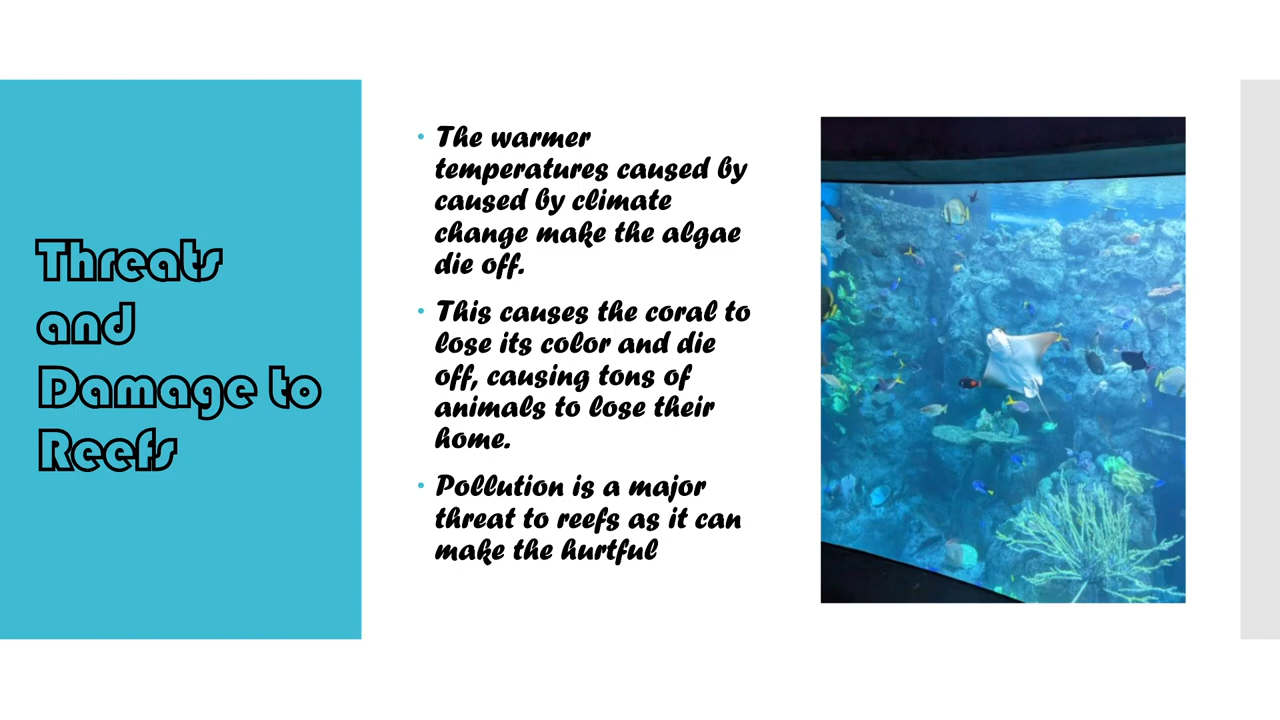 Threats
and
Damage to
Reefs
The warmer
temperatures caused by
caused by climate
change make the algae
die off.
This causes the coral to
lose its color and die
off, causing tons of
animals to lose their
home.
Pollution is a major
threat to reefs as it can
make the hurtful